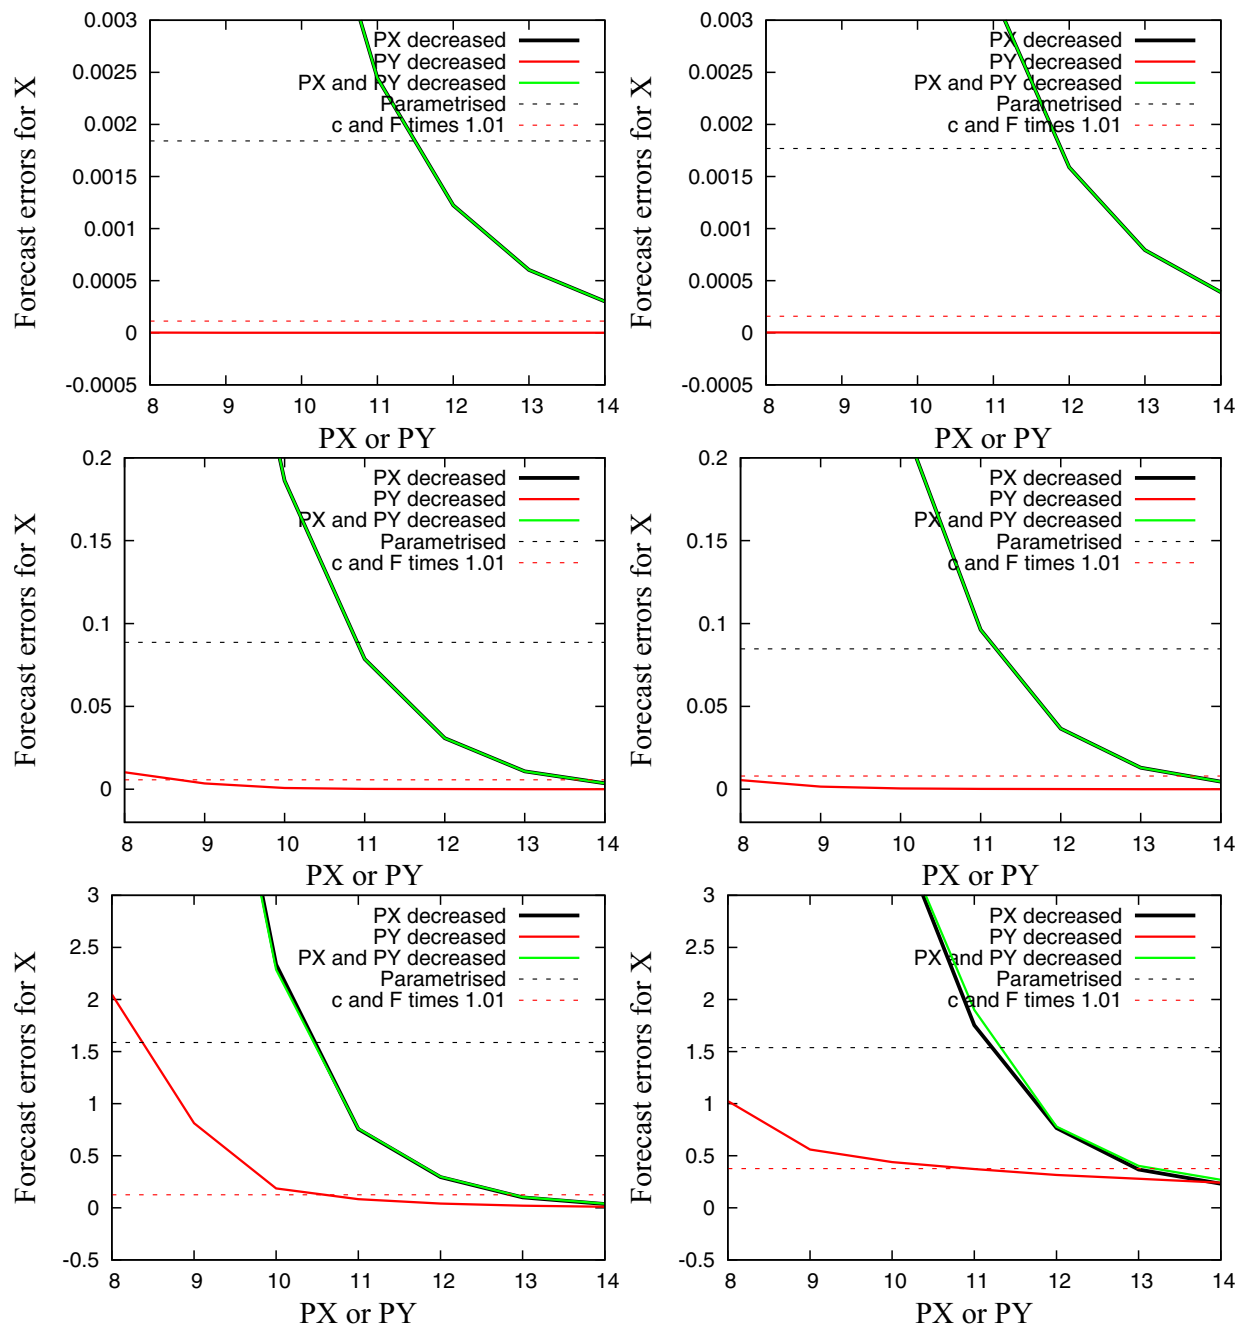 Forecast errors for X
0.003
0.0025
0.002
0.0015
0.001
0.0005
0
-0.0005
PX decreased
PY decreased
PX and PY decreased
Parametrised
c and F times 1.01
8 9 10 11 12 13 14
PX or PY
Forecast errors for X
0.003
0.0025
0.002
0.0015
0.001
0.0005
0
-0.0005
PX decreased
PY decreased
PX and PY decreased
Parametrised
c and F times 1.01
8 9 10 11 12 13 14
PX or PY
Forecast errors for X
0.2
0.15
0.1
0.05
0
PX decreased
PY decreased
PX and PY decreased
Parametrised
c and F times 1.01
8 9 10 11 12 13 14
PX or PY
Forecast errors for X
0.2
0.15
0.1
0.05
0
PX decreased
PY decreased
PX and PY decreased
Parametrised
c and F times 1.01
8 9 10 11 12 13 14
PX or PY
Forecast errors for X
3
2.5
2
1.5
1
0.5
0
-0.5
PX decreased
PY decreased
PX and PY decreased
Parametrised
c and F times 1.01
8 9 10 11 12 13 14
PX or PY
Forecast errors for X
3
2.5
2
1.5
1
0.5
0
-0.5
PX decreased
PY decreased
PX and PY decreased
Parametrised
c and F times 1.01
8 9 10 11 12 13 14
PX or PY